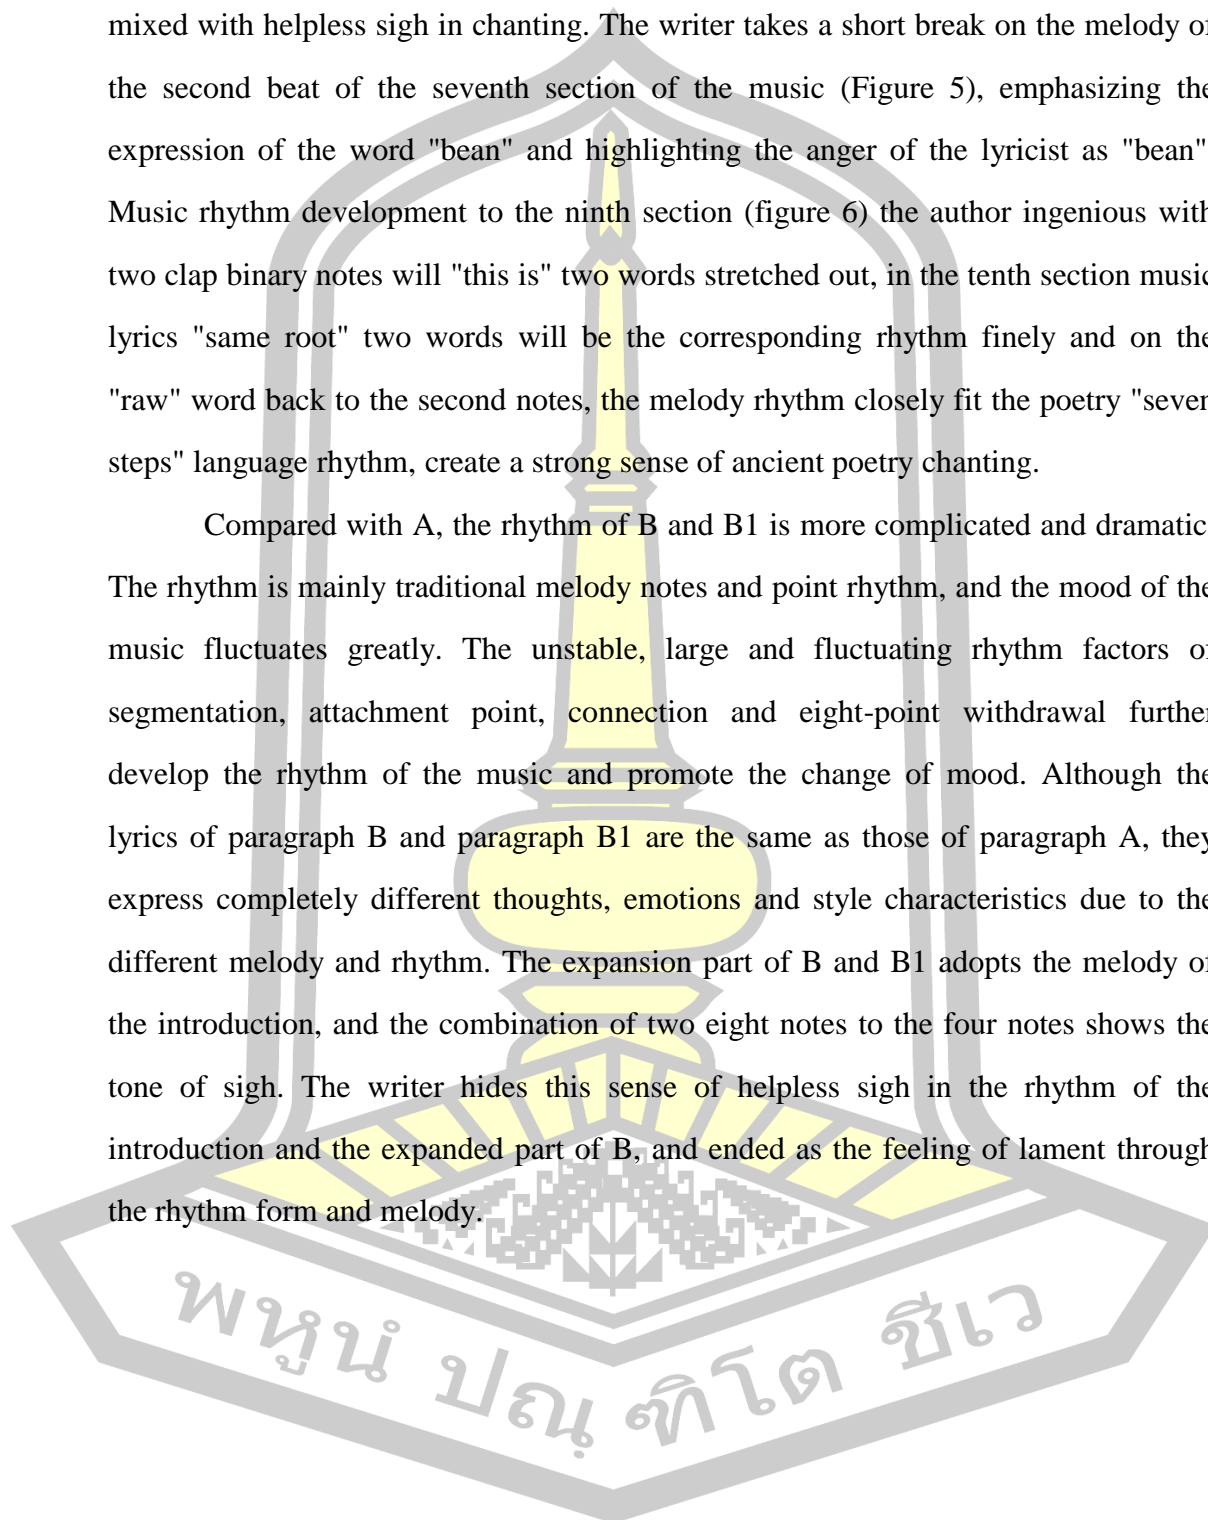 mixed with helpless sigh in chanting. The writer takes a short break on the melody of
the second beat of the seventh section of the music (Figure 5), emphasizing the
expression of the word "bean" and highlighting the anger of the lyricist as "bean"
Music rhythm development to the ninth section (figure 6) the author ingenious with
two clap binary notes will "this is" two words stretched out, in the tenth section music
lyrics "same root" two words will be the corresponding rhythm finely and on the
"raw" word back to the second notes, the melody rhythm closely fit the poetry "seven
steps" language rhythm, create a strong sense of ancient poetry chanting.
Compared with A, the rhythm of B and B1 is more complicated and dramatic
The rhythm is mainly traditional melody notes and point rhythm, and the mood of the
music fluctuates greatly. The unstable, large and fluctuating rhythm factors of
segmentation, attachment point, connection and eight-point withdrawal further
develop the rhythm of the music and promote the change of mood. Although the
lyrics of paragraph B and paragraph B1 are the same as those of paragraph A, they
express completely different thoughts, emotions and style characteristics due to the
different melody and rhythm. The expansion part of B and B1 adopts the melody of
the introduction, and the combination of two eight notes to the four notes shows the
tone of sigh. The writer hides this sense of helpless sigh in the rhythm of the
introduction and the expanded part of B, and ended as the feeling of lament through
the rhythm form and melody.
พหูนํ ปณฺฑิโต ชีเว